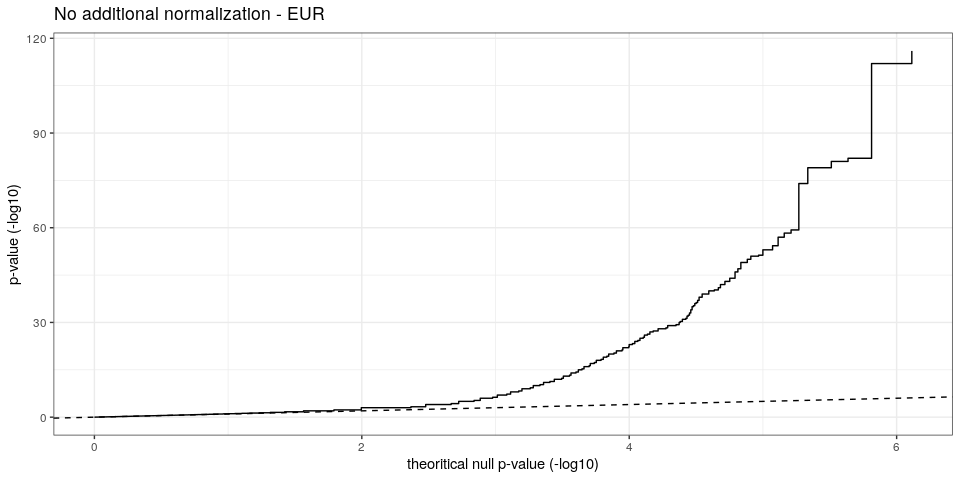 No additional normalization - EUR
120
90
60
30
0
p-value (-log10)
0 2 4 6
theoritical null p-value (-log10)